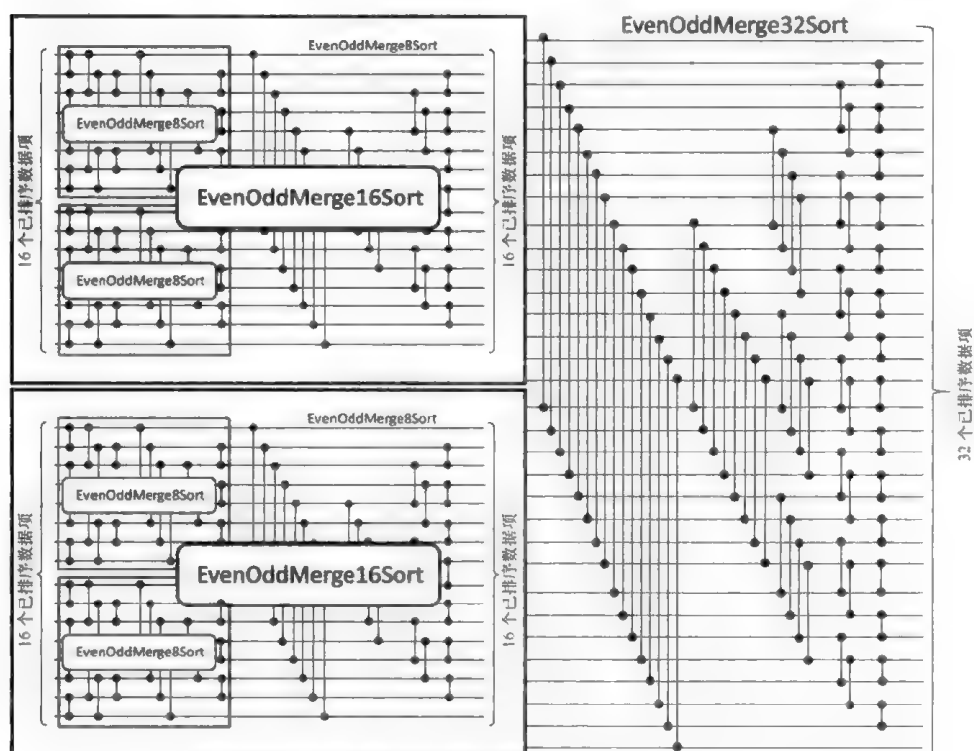 EvenOddMerge32Sort
EvenOddMerge8Sort
EvenOddMerge8Sort
16 个已排序数据项
EvenOddMerge16Sort
16 个已排序数据项
EvenOddMerge8Sort
32 个已排序数据项
EvenOddMerge8Sort
EvenOddMerge8Sort
16 个已排序数据项
EvenOddMerge16Sort
16 个已排序数据项
EvenOddMerge8Sort